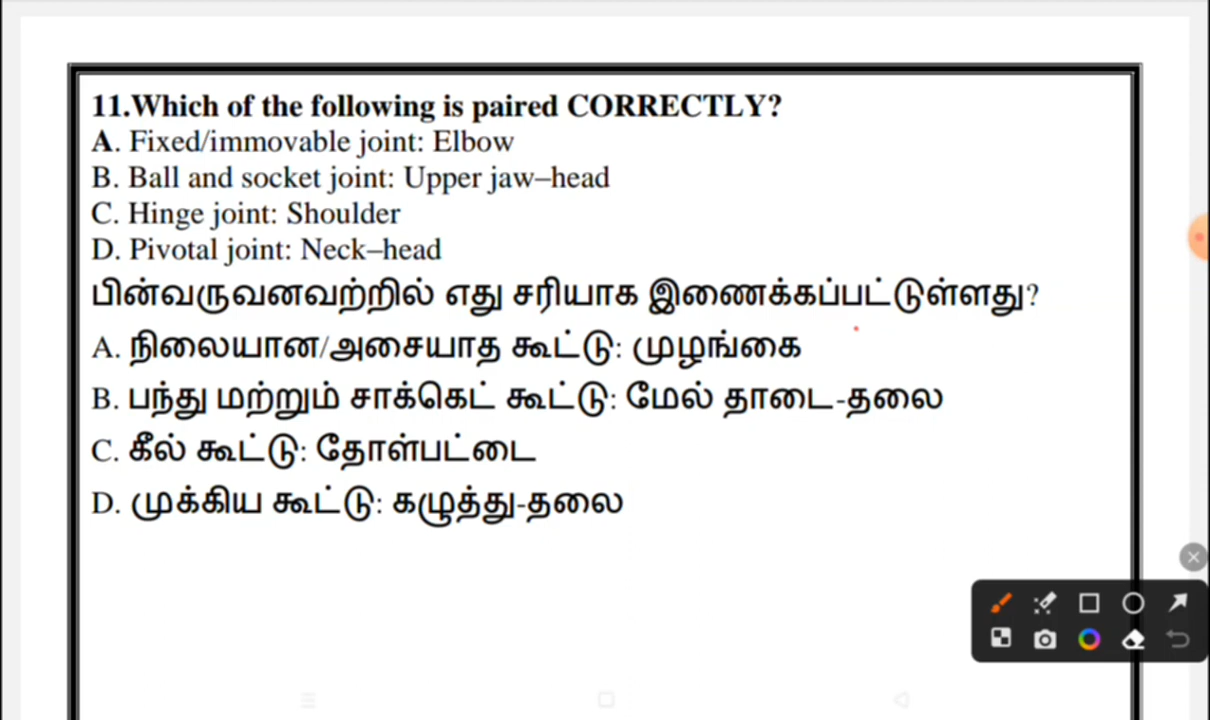 11.Which of the following is paired CORRECTLY?
A. Fixed/immovable joint: Elbow
B. Ball and socket joint: Upper jaw–head
C. Hinge joint: Shoulder
D. Pivotal joint: Neck–head
பின்வருவனவற்றில் எது சரியாக இணைக்கப்பட்டுள்ளது?
A. நிலையான/அசையாத கூட்டு: முழங்கை
B. பந்து மற்றும் சாக்கெட் கூட்டு: மேல் தாடை-தலை
C. கீல் கூட்டு: தோள்பட்டை
D. முக்கிய கூட்டு: கழுத்து-தலை